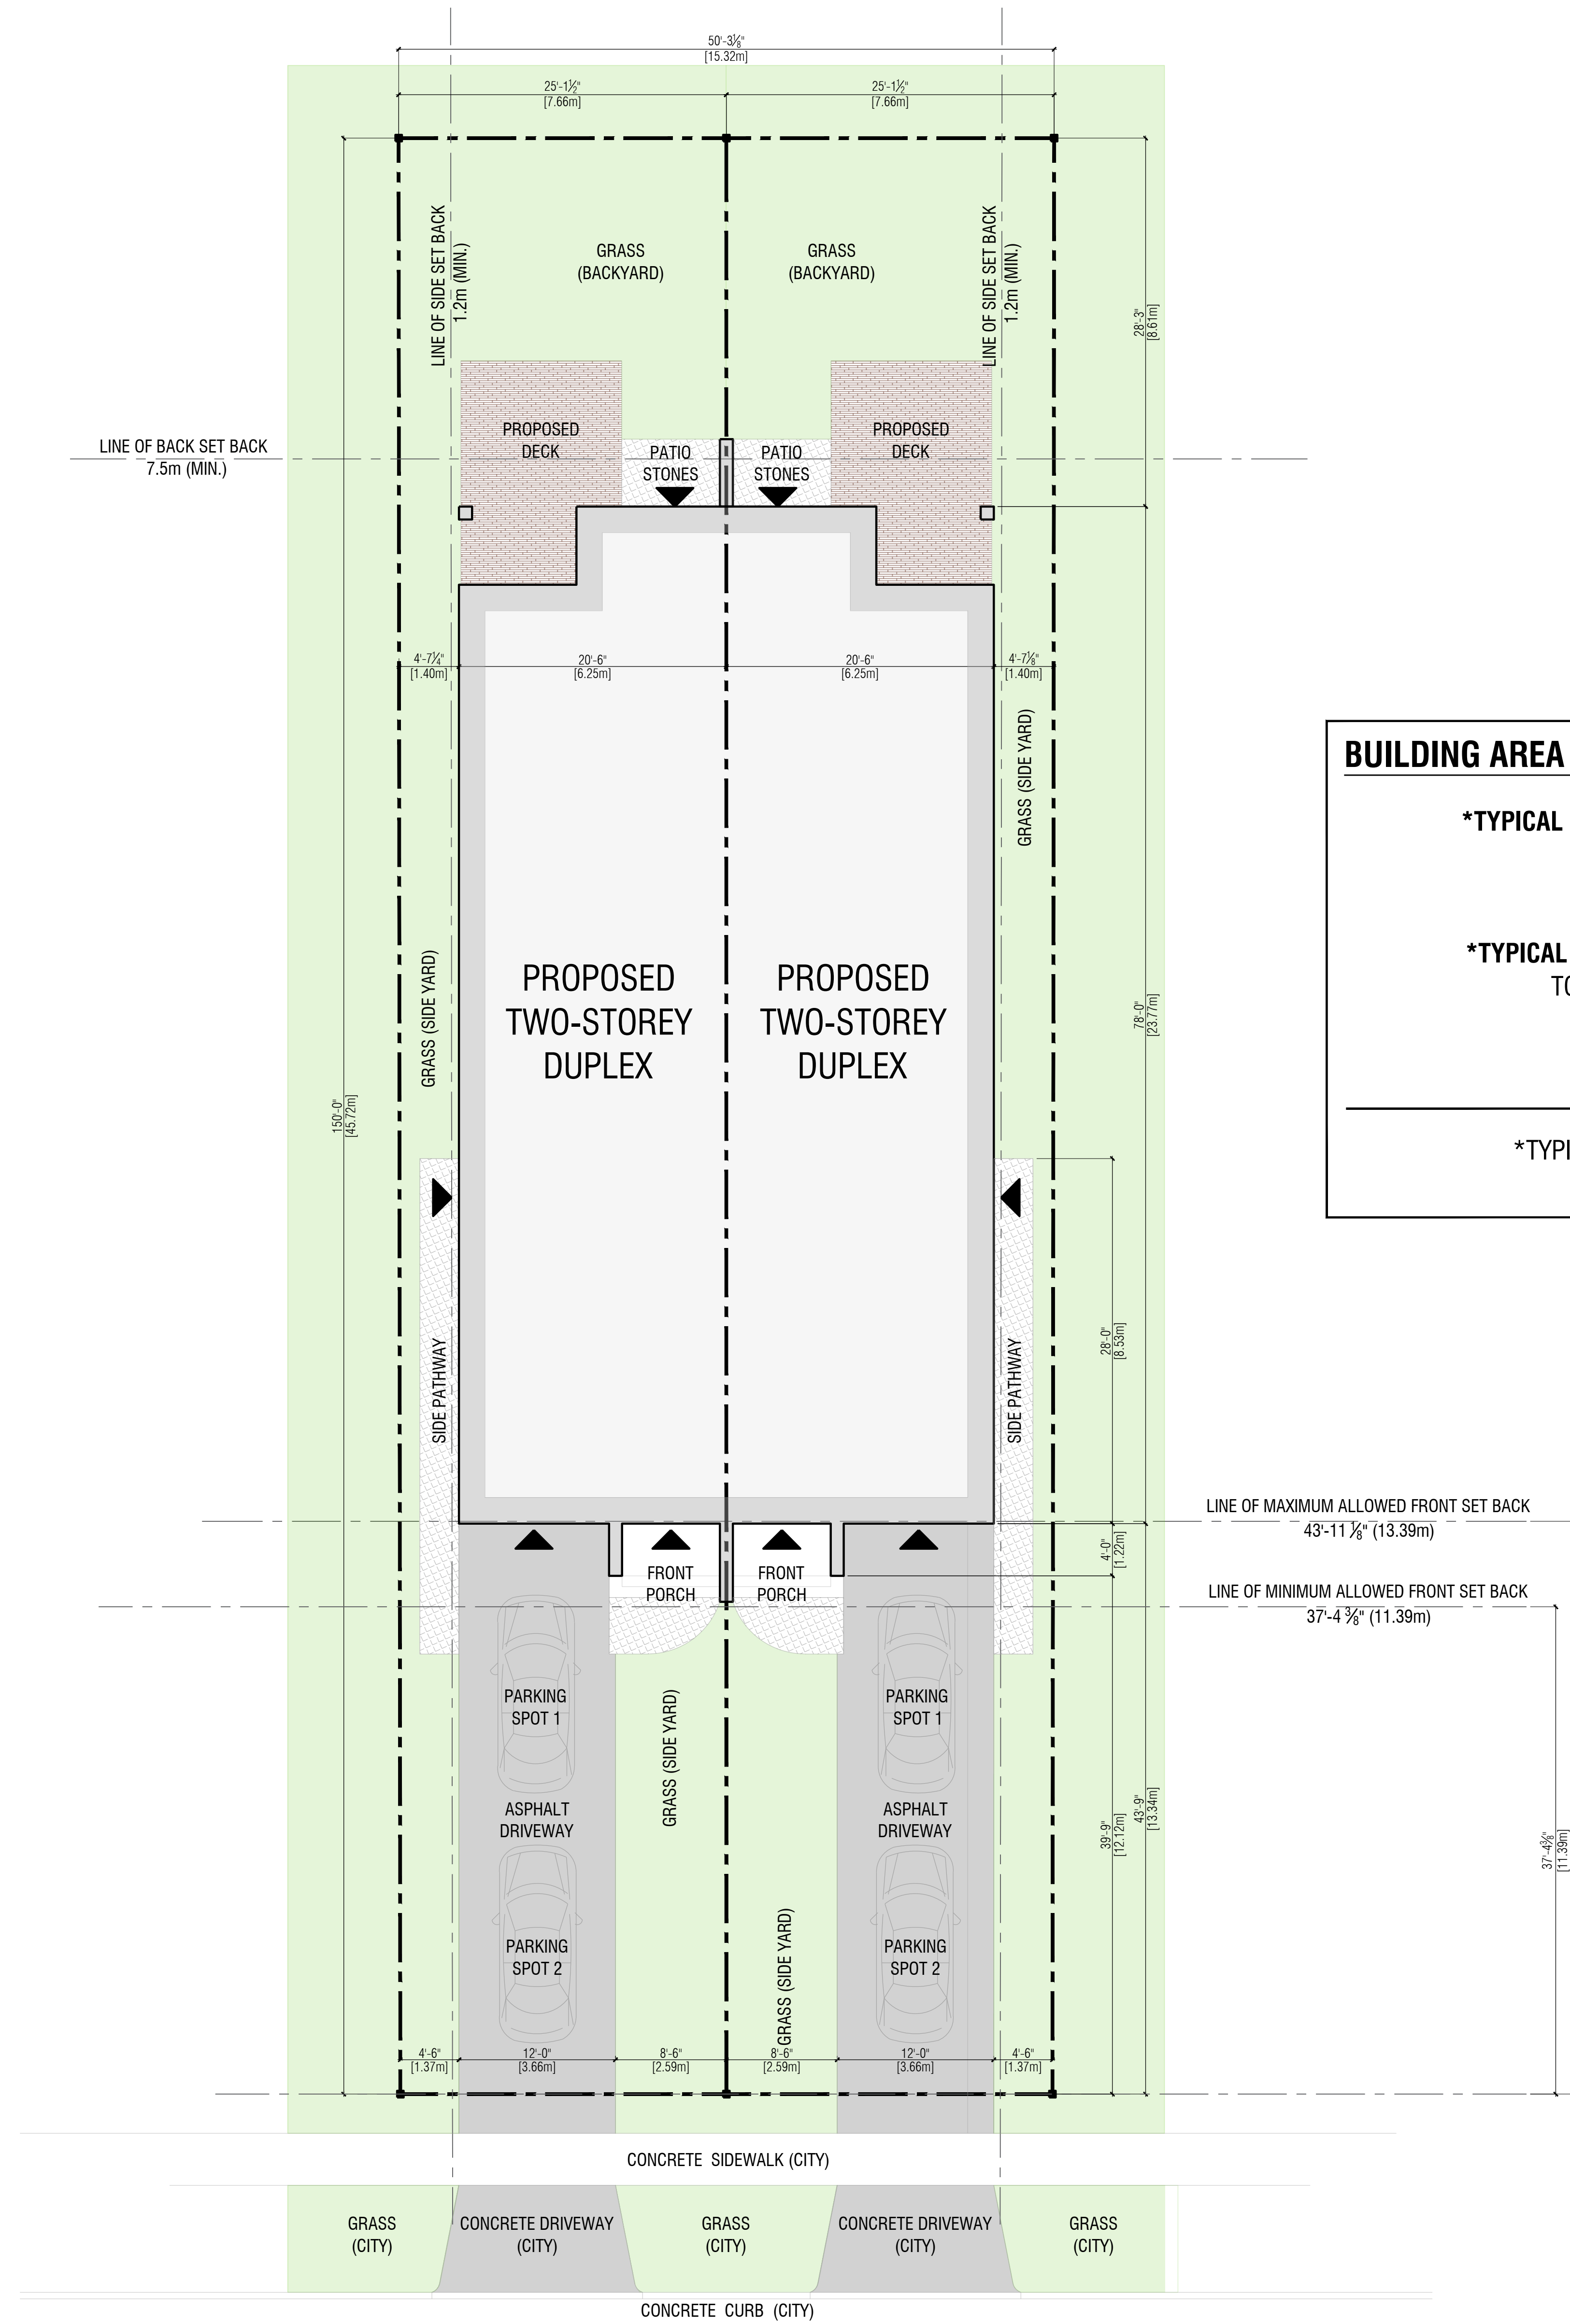 50'-3⅛"
[15.32m]
25'-1½"
[7.66m]
25'-1½"
[7.66m]
LINE OF SIDE SET BACK
1.2m (MIN.)
GRASS
(BACKYARD)
GRASS
(BACKYARD)
LINE OF SIDE SET BACK
1.2m (MIN.)
28'-3"
[8.61m]
LINE OF BACK SET BACK
7.5m (MIN.)
PROPOSED
DECK
PATIO
STONES
PATIO
STONES
PROPOSED
DECK
4'-7¼"
[1.40m]
20'-6"
[6.25m]
20'-6"
[6.25m]
4'-7⅛"
[1.40m]
GRASS (SIDE YARD)
BUILDING AREA
*TYPICAL
*TYPICAL
TO
*TYPI
GRASS (SIDE YARD)
PROPOSED
TWO-STOREY
DUPLEX
PROPOSED
TWO-STOREY
DUPLEX
78'-0"
[23.77m]
150'-0"
[45.72m]
SIDE PATHWAY
SIDE PATHWAY
28'-0"
[8.53m]
LINE OF MAXIMUM ALLOWED FRONT SET BACK
43'-11 ⅛" (13.39m)
4'-0"
[1.22m]
FRONT
PORCH
FRONT
PORCH
LINE OF MINIMUM ALLOWED FRONT SET BACK
37'-4 ⅜" (11.39m)
PARKING
SPOT 1
GRASS (SIDE YARD)
PARKING
SPOT 1
ASPHALT
DRIVEWAY
ASPHALT
DRIVEWAY
39'-9"
[12.12m]
43'-9"
[13.34m]
37'-4⅜"
[11.39m]
PARKING
SPOT 2
GRASS (SIDE YARD)
PARKING
SPOT 2
4'-6"
[1.37m]
12'-0"
[3.66m]
8'-6"
[2.59m]
8'-6"
[2.59m]
12'-0"
[3.66m]
4'-6"
[1.37m]
CONCRETE SIDEWALK (CITY)
GRASS
(CITY)
CONCRETE DRIVEWAY
(CITY)
GRASS
(CITY)
CONCRETE DRIVEWAY
(CITY)
GRASS
(CITY)
CONCRETE CURB (CITY)